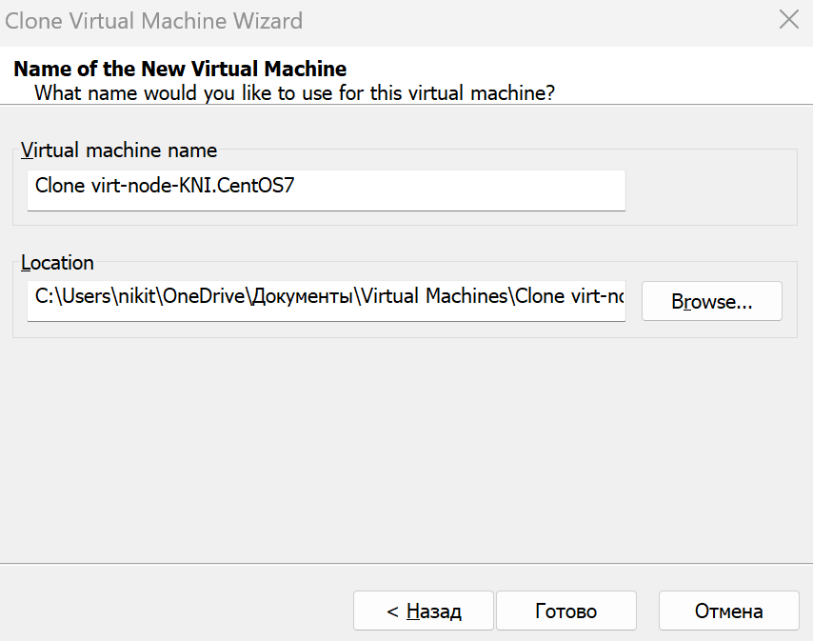 Clone Virtual Machine Wizard
Name of the New Virtual Machine
What name would you like to use for this virtual machine?
Virtual machine name
Clone virt-node-KNI.CentOS7
Location
C:\Users\nikit\OneDrive\Документы\Virtual Machines\Clone virt-no
Browse...
< Назад
Готово
Отмена